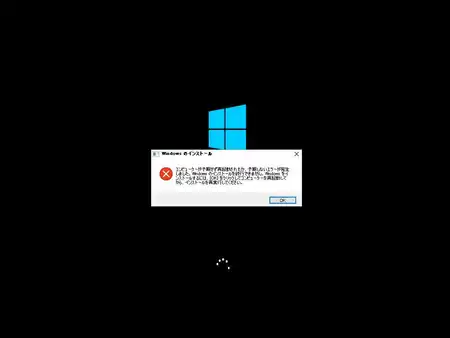 Windows のインストール
コンピューターが予期せず再起動されたか、予期しないエラーが発生
しました。Windows のインストールを続行できません。Windows をイ
ンストールするには、[OK] をクリックしてコンピューターを再起動して
から、インストールを再実行してください。
OK